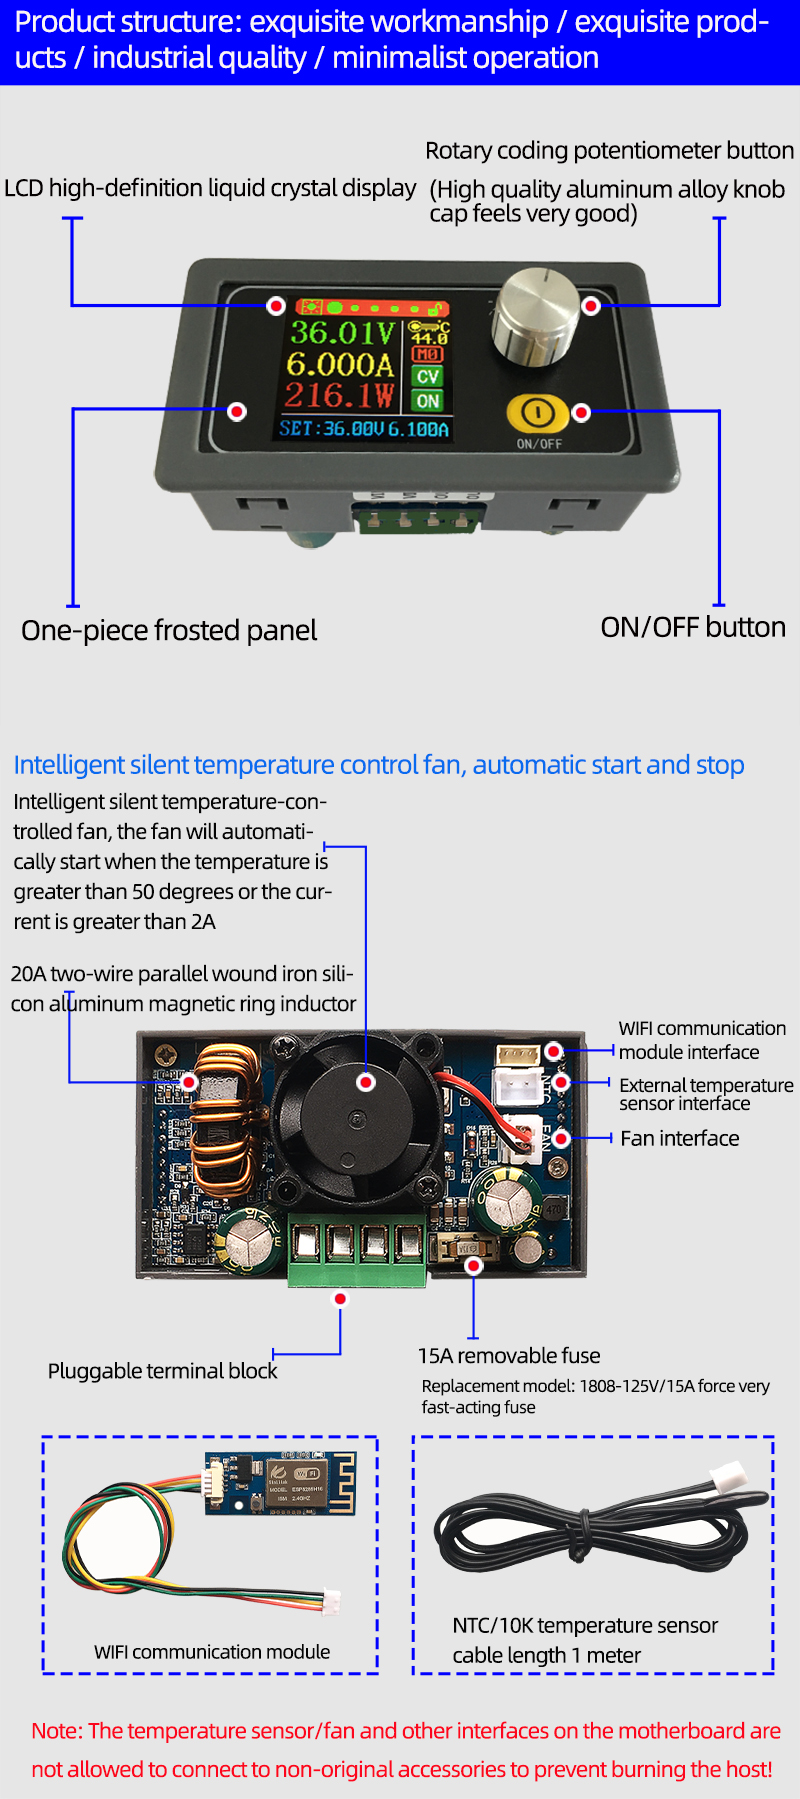 Product structure: exquisite workmanship / exquisite prod-
ucts / industrial quality / minimalist operation
Rotary coding potentiometer button
LCD high-definition liquid crystal display
(High quality aluminum alloy knob
cap feels very good)
36.01V
6.000A
216.1W
°C
44.0
M0
CV
ON
SET:36.00V 6.100A
ON/OFF
One-piece frosted panel
ON/OFF button
Intelligent silent temperature control fan, automatic start and stop
Intelligent silent temperature-con-
trolled fan, the fan will automati-
cally start when the temperature is
greater than 50 degrees or the cur-
rent is greater than 2A
20A two-wire parallel wound iron sili-
con aluminum magnetic ring inductor
WIFI communication
module interface
External temperature
sensor interface
Fan interface
NTC
FAN
470
Pluggable terminal block
15A removable fuse
Replacement model: 1808-125V/15A force very
fast-acting fuse
Wi Fi
MODEL ESP8266H16
ISM 2.4GHZ
WIFI communication module
NTC/10K temperature sensor
cable length 1 meter
Note: The temperature sensor/fan and other interfaces on the motherboard are
not allowed to connect to non-original accessories to prevent burning the host!